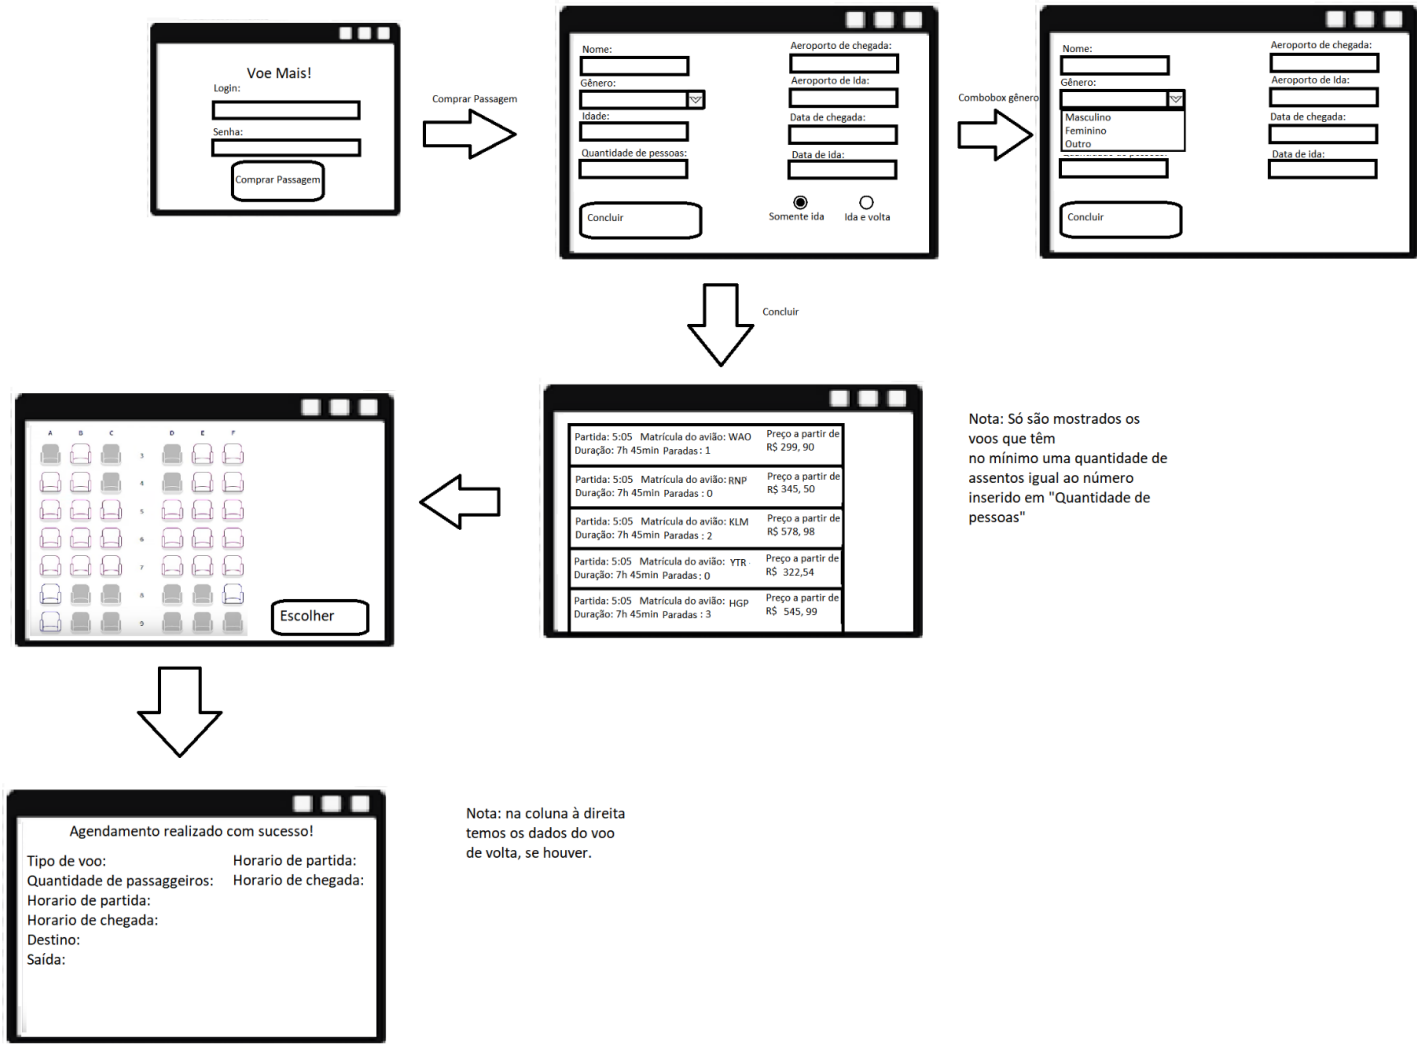 Voe Mais!
Login:
Senha:
Comprar Passagem
Comprar Passagem
Nome:
Gênero:
Idade:
Quantidade de pessoas:
Concluir
Aeroporto de chegada:
Aeroporto de Ida:
Data de chegada:
Data de ida:
Somente ida
Ida e volta
Combobox gênero
Nome:
Gênero:
Masculino
Feminino
Outro
Concluir
Aeroporto de chegada:
Aeroporto de Ida:
Data de chegada:
Data de ida:
Concluir
Partida: 5:05 Matrícula do avião: WAO Preço a partir de
Duração: 7h 45min Paradas : 1 R$ 299, 90
Partida: 5:05 Matrícula do avião: RNP Preço a partir de
Duração: 7h 45min Paradas : 0 R$ 345, 50
Partida: 5:05 Matrícula do avião: KLM Preço a partir de
Duração: 7h 45min Paradas : 2 R$ 578, 98
Partida: 5:05 Matrícula do avião: YTR Preço a partir de
Duração: 7h 45min Paradas : 0 R$ 322,54
Partida: 5:05 Matrícula do avião: HGP Preço a partir de
Duração: 7h 45min Paradas : 3 R$ 545, 99
Nota: Só são mostrados os
voos que têm
no mínimo uma quantidade de
assentos igual ao número
inserido em "Quantidade de
pessoas"
A B C D E F
3
4
5
6
7
8
9
Escolher
Agendamento realizado com sucesso!
Tipo de voo:
Quantidade de passaggeiros:
Horario de partida:
Horario de chegada:
Destino:
Saída:
Horario de partida:
Horario de chegada:
Nota: na coluna à direita
temos os dados do voo
de volta, se houver.